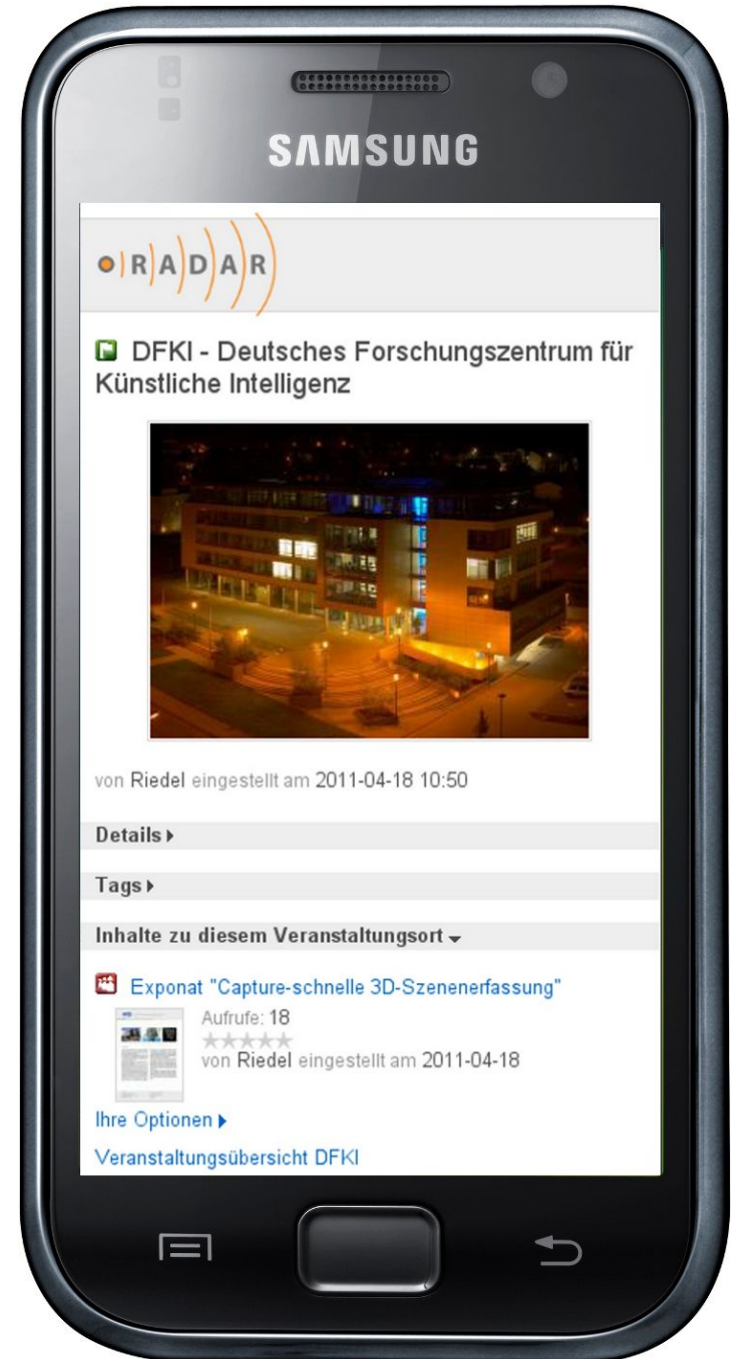 SAMSUNG
RADAR
DFKI - Deutsches Forschungszentrum für
Künstliche Intelligenz
von Riedel eingestellt am 2011-04-18 10:50
Details
Tags
Inhalte zu diesem Veranstaltungsort
Exponat "Capture-schnelle 3D-Szenenerfassung"
Aufrufe: 18
von Riedel eingestellt am 2011-04-18
Ihre Optionen
Veranstaltungsübersicht DFKI